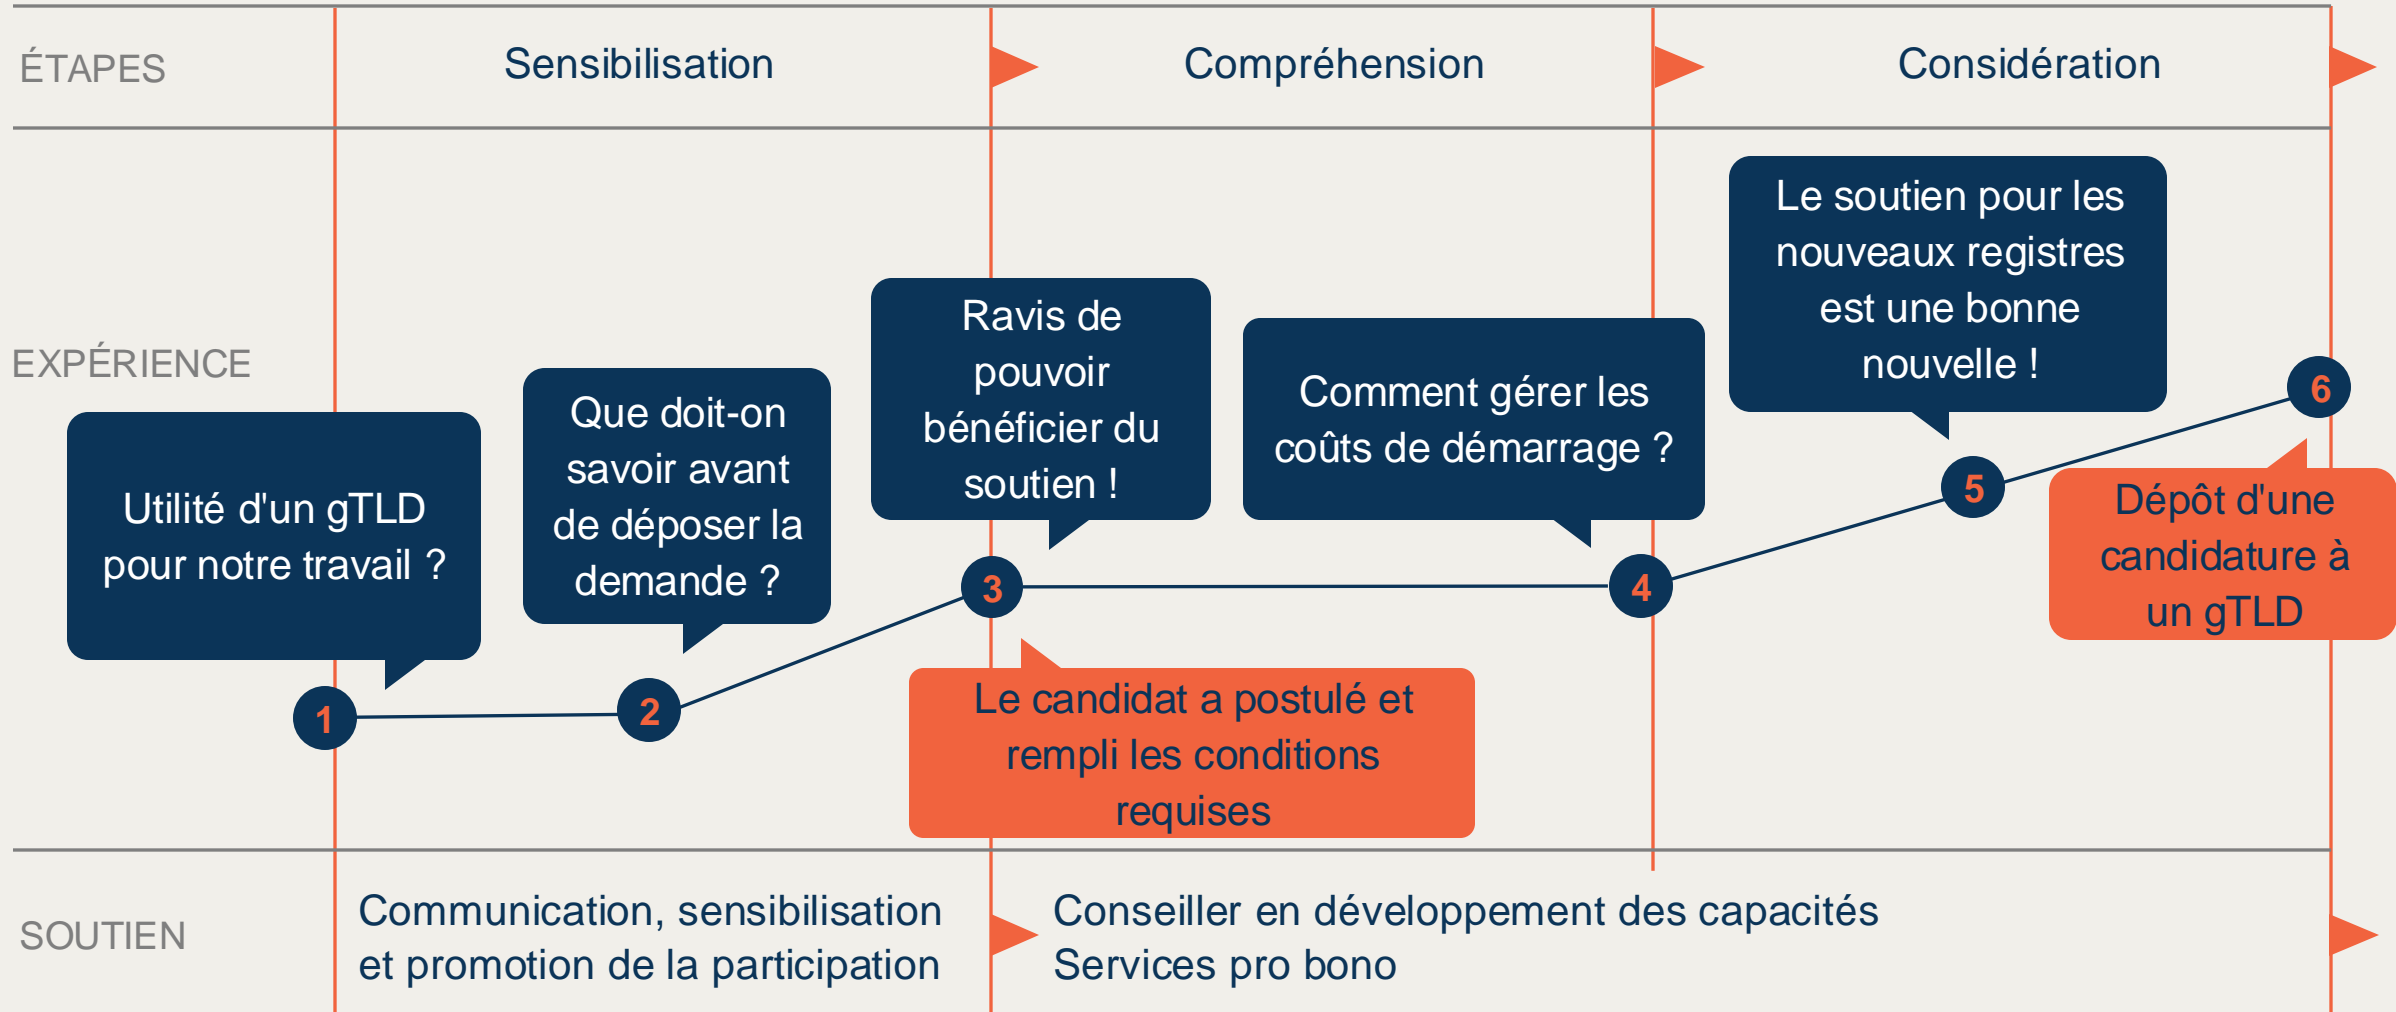 ÉTAPES
Sensibilisation
Compréhension
Considération
EXPÉRIENCE
Utilité d'un gTLD
pour notre travail ?
1
Que doit-on
savoir avant
de déposer la
demande ?
2
Ravis de
pouvoir
bénéficier du
soutien !
3
Le candidat a postulé et
rempli les conditions
requises
Comment gérer les
coûts de démarrage ?
4
Le soutien pour les
nouveaux registres
est une bonne
nouvelle !
5
6
Dépôt d'une
candidature à
un gTLD
SOUTIEN
Communication, sensibilisation
et promotion de la participation
Conseiller en développement des capacités
Services pro bono